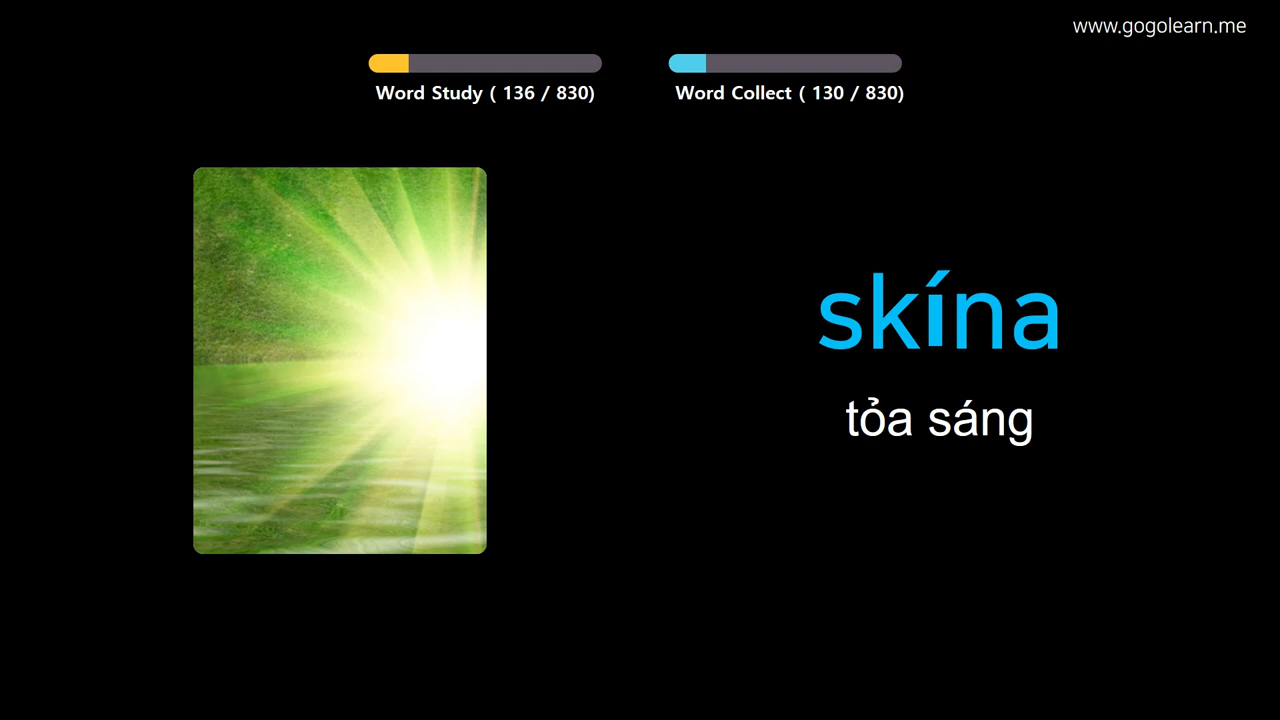 www.gogolearn.me
Word Study ( 136 / 830)
Word Collect ( 130 / 830)
skína
tỏa sáng